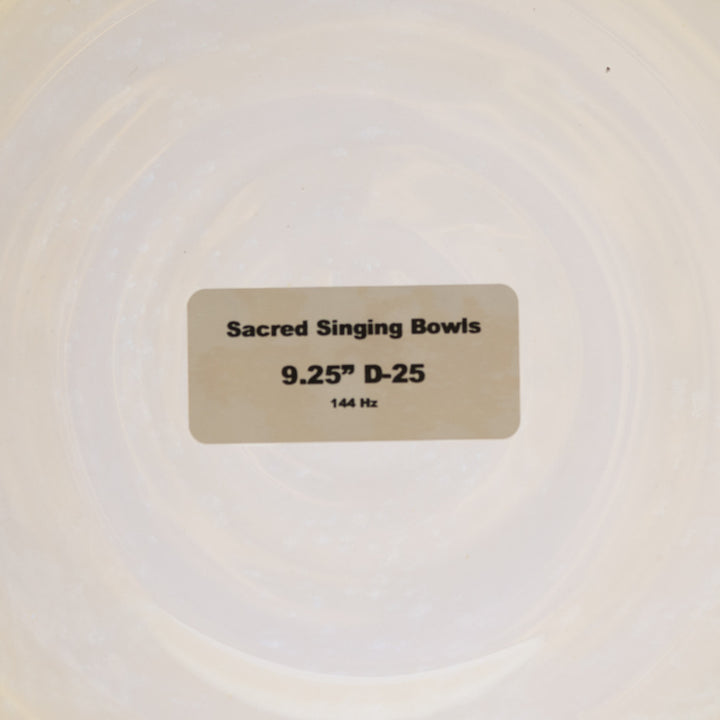 Sacred Singing Bowls
9.25” D-25
144 Hz